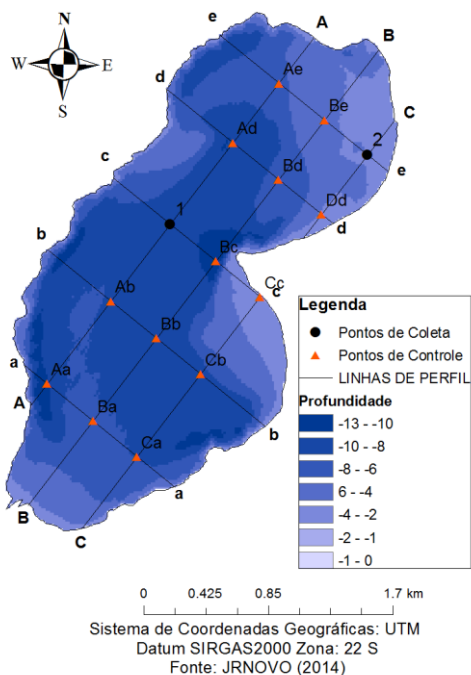 N
W E
S
e
A
B
d
Ae
C
Be
Ad
2
c
Bd
e
Dd
1
d
b
Bc
Cc
c
Ab
Bb
a
Aa
Cb
A
Ba
b
Ca
a
B
C
Legenda
Pontos de Coleta
Pontos de Controle
LINHAS DE PERFIL
Profundidade
-13 - -10
-10 - -8
-8 - -6
6 - -4
-4 - -2
-2 - -1
-1 - 0
0 0.425 0.85 1.7 km
Sistema de Coordenadas Geográficas: UTM
Datum SIRGAS2000 Zona: 22 S
Fonte: JRNOVO (2014)